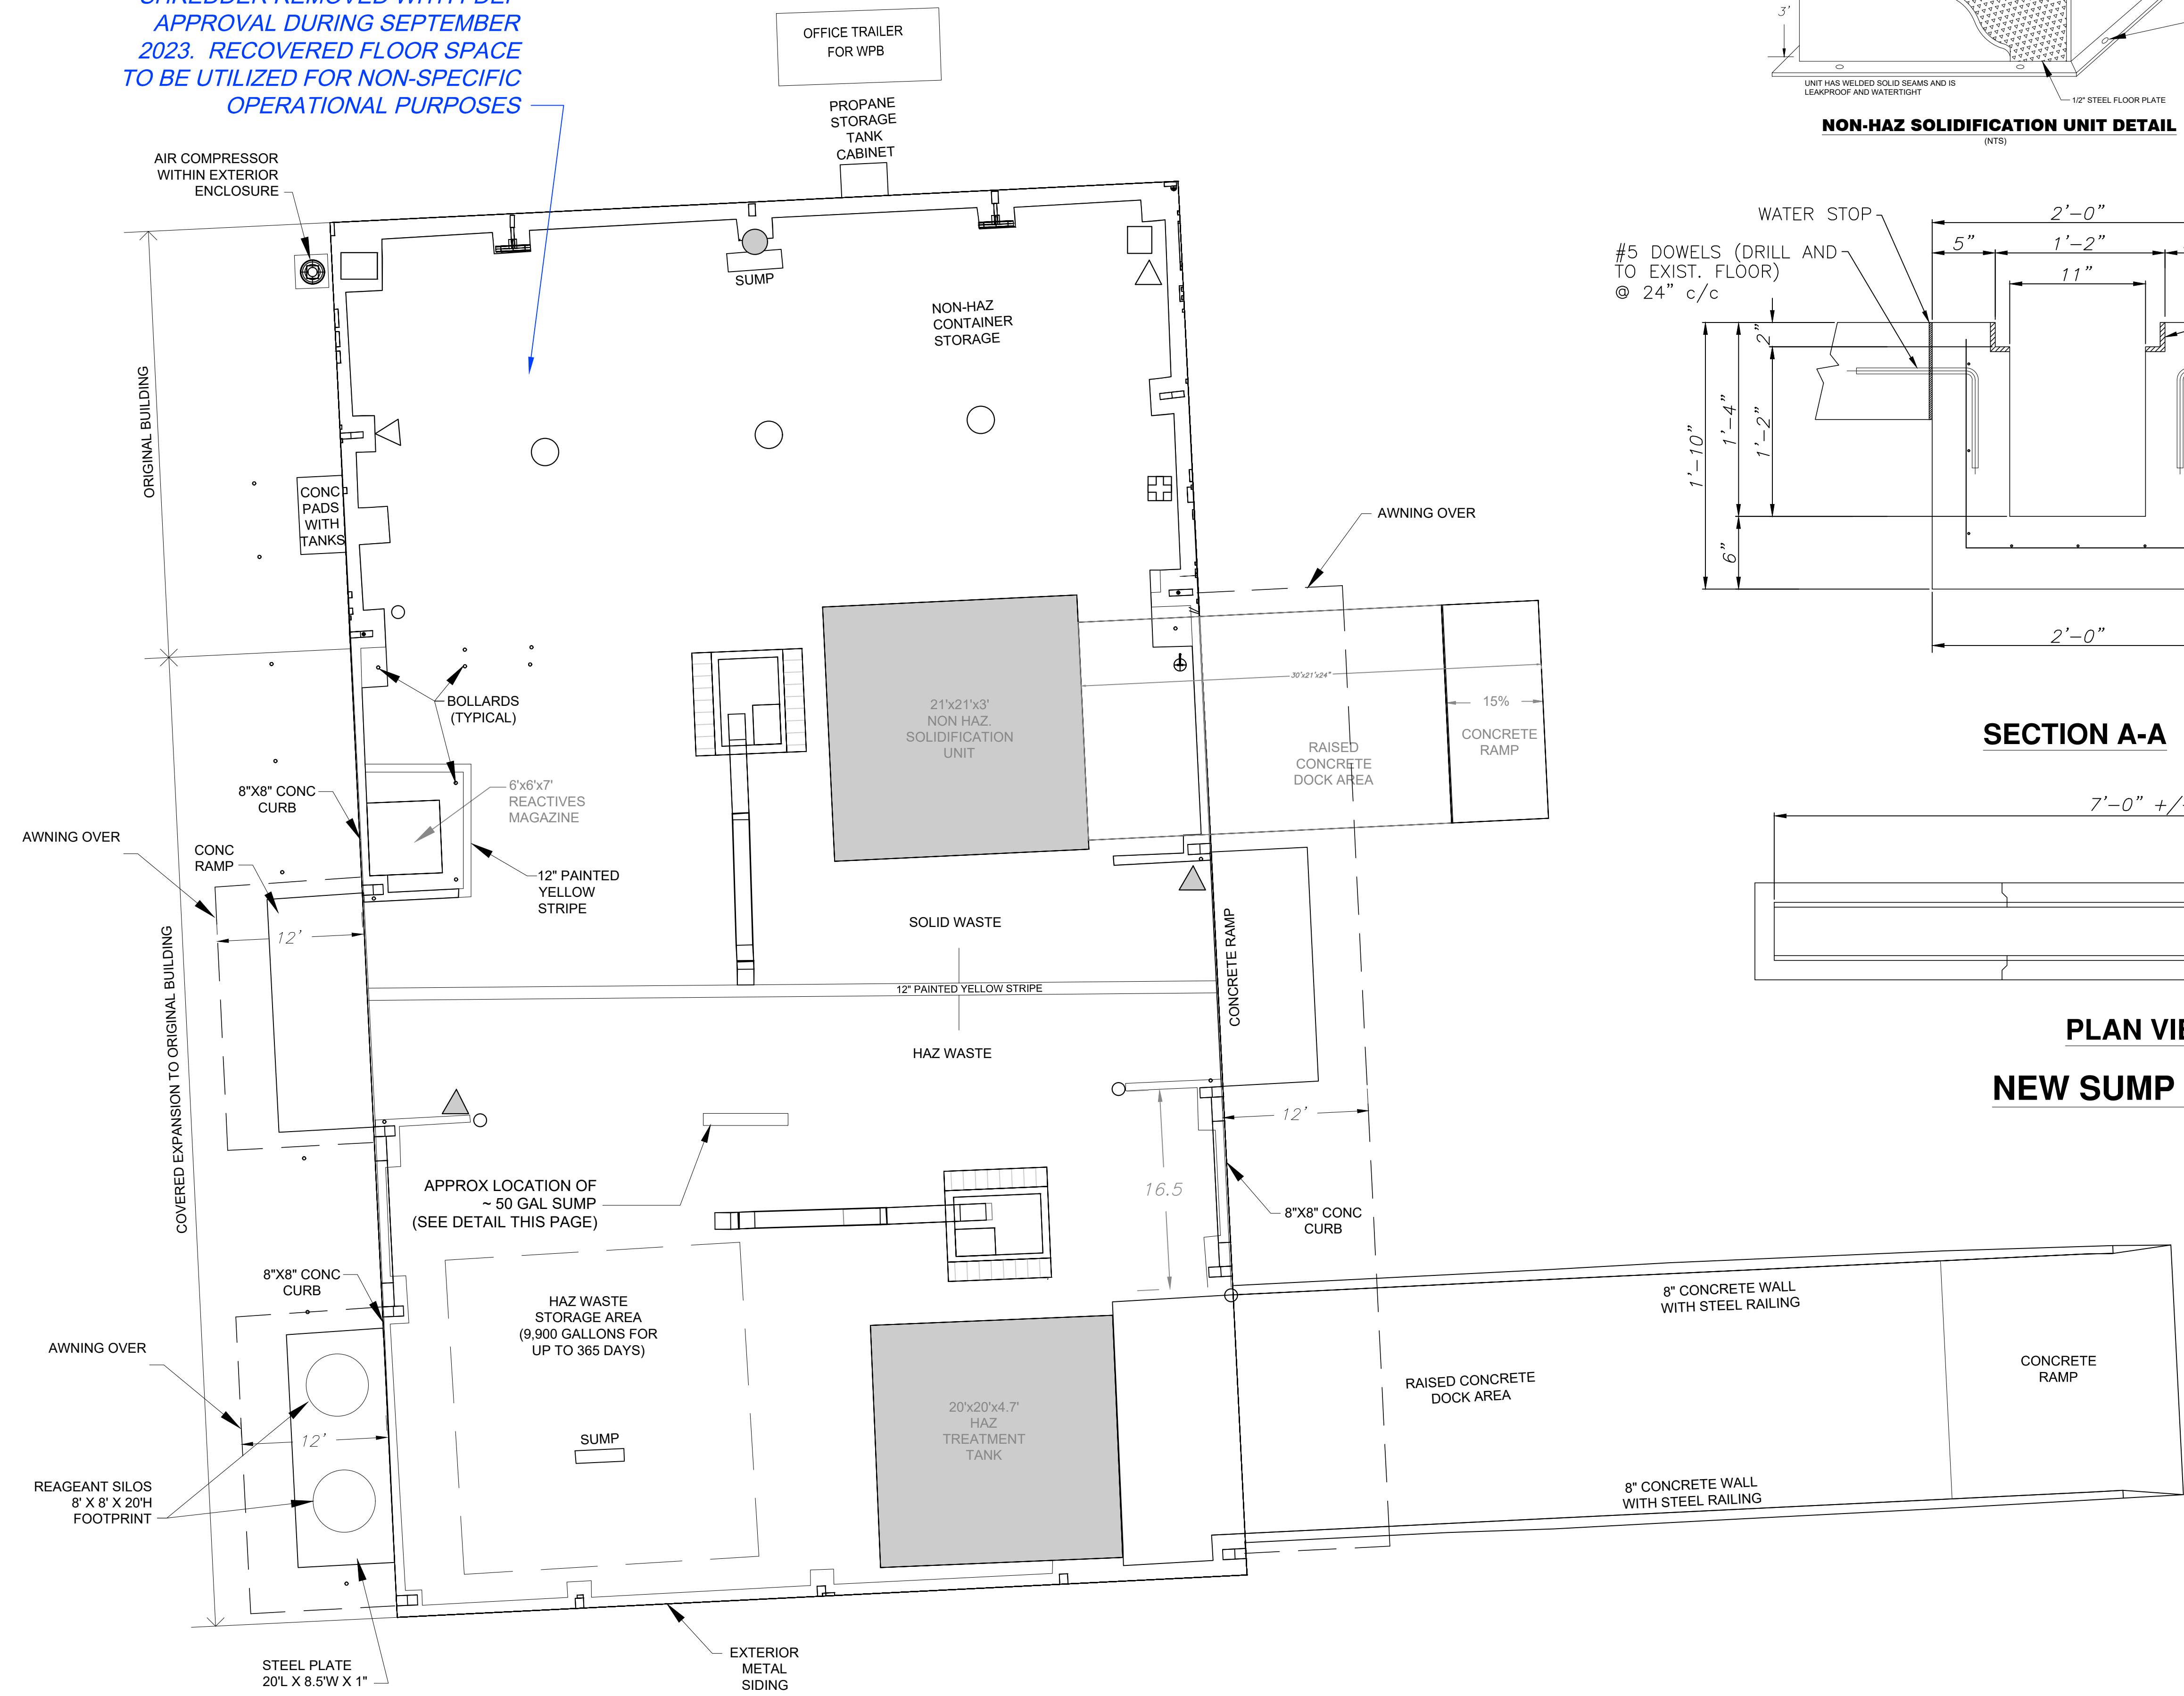 SHREDDER REMOVED WITH FDEP
APPROVAL DURING SEPTEMBER
2023. RECOVERED FLOOR SPACE
TO BE UTILIZED FOR NON-SPECIFIC
OPERATIONAL PURPOSES
OFFICE TRAILER
FOR WPB
PROPANE
STORAGE
TANK
CABINET
AIR COMPRESSOR
WITHIN EXTERIOR
ENCLOSURE
SUMP
NON-HAZ
CONTAINER
STORAGE
ORIGINAL BUILDING
CONC
PADS
WITH
TANKS
AWNING OVER
BOLLARDS
(TYPICAL)
21'x21'x3'
NON HAZ.
SOLIDIFICATION
UNIT
30'x21'x24"
15%
RAISED
CONCRETE
DOCK AREA
CONCRETE
RAMP
8"X8" CONC
CURB
6'x6'x7'
REACTIVES
MAGAZINE
AWNING OVER
CONC
RAMP
12" PAINTED
YELLOW
STRIPE
12'
SOLID WASTE
12" PAINTED YELLOW STRIPE
HAZ WASTE
CONCRETE RAMP
COVERED EXPANSION TO ORIGINAL BUILDING
12'
16.5
APPROX LOCATION OF
~ 50 GAL SUMP
(SEE DETAIL THIS PAGE)
8"X8" CONC
CURB
8"X8" CONC
CURB
HAZ WASTE
STORAGE AREA
(9,900 GALLONS FOR
UP TO 365 DAYS)
AWNING OVER
12'
SUMP
20'x20'x4.7'
HAZ
TREATMENT
TANK
REAGEANT SILOS
8' X 8' X 20'H
FOOTPRINT
8" CONCRETE WALL
WITH STEEL RAILING
RAISED CONCRETE
DOCK AREA
CONCRETE
RAMP
8" CONCRETE WALL
WITH STEEL RAILING
STEEL PLATE
20'L X 8.5'W X 1"
EXTERIOR
METAL
SIDING
3'
UNIT HAS WELDED SOLID SEAMS AND IS
LEAKPROOF AND WATERTIGHT
1/2" STEEL FLOOR PLATE
NON-HAZ SOLIDIFICATION UNIT DETAIL
(NTS)
WATER STOP
#5 DOWELS (DRILL AND
TO EXIST. FLOOR)
@ 24" c/c
2'-0"
5"
1'-2"
11"
2"
1'-10"
1'-4"
1'-2"
6"
2'-0"
SECTION A-A
7'-0" +/-
PLAN VIE
NEW SUMP